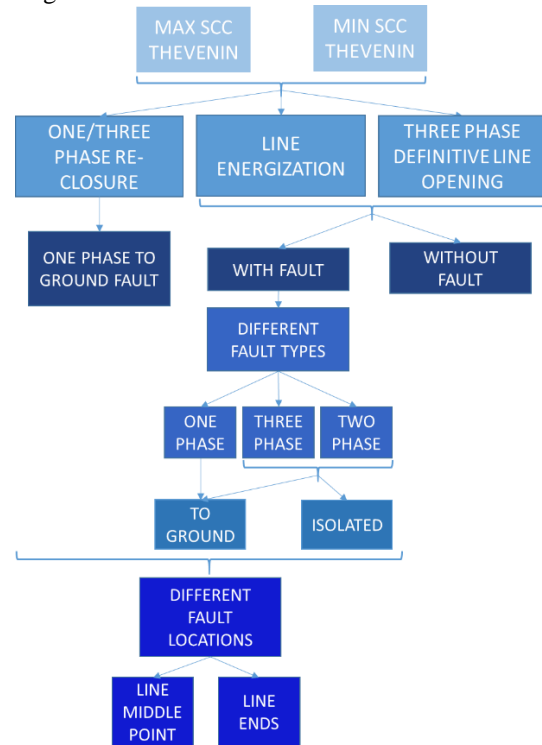 MAX SCC
THEVENIN
MIN SCC
THEVENIN
ONE/THREE
PHASE RE-
CLOSURE
LINE
ENERGIZATION
THREE PHASE
DEFINITIVE LINE
OPENING
ONE PHASE TO
GROUND FAULT
WITH FAULT
WITHOUT
FAULT
DIFFERENT
FAULT TYPES
ONE
PHASE
THREE
PHASE
TWO
PHASE
TO
GROUND
ISOLATED
DIFFERENT
FAULT
LOCATIONS
LINE
MIDDLE
POINT
LINE
ENDS